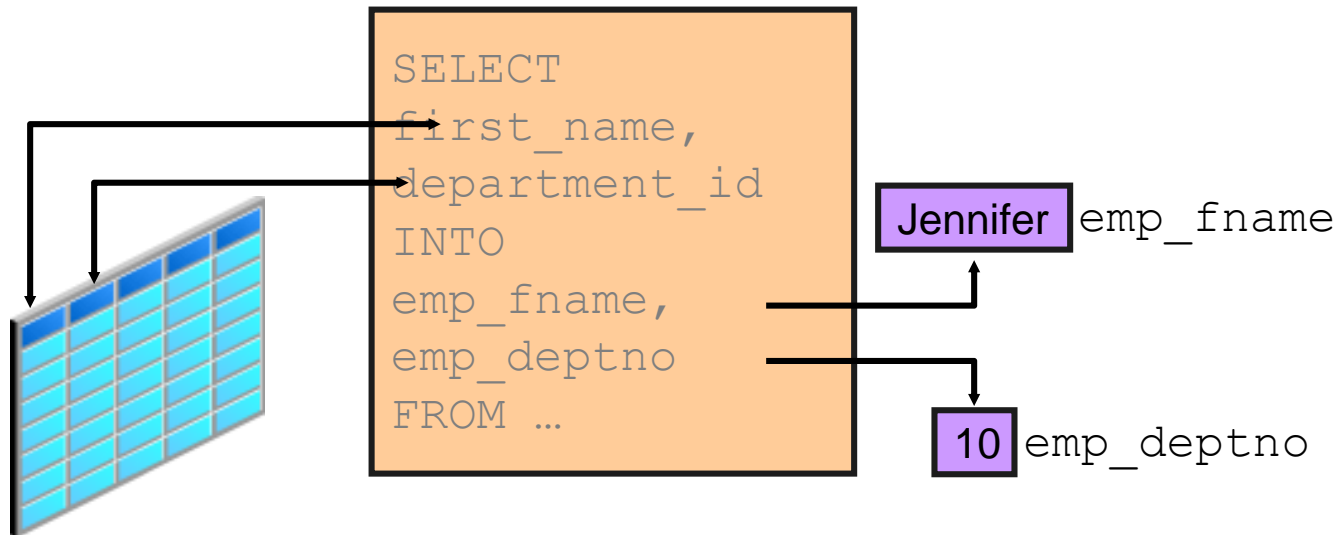 SELECT
first_name,
department_id
INTO
emp_fname,
emp_deptno
FROM …
Jennifer emp_fname
10 emp_deptno